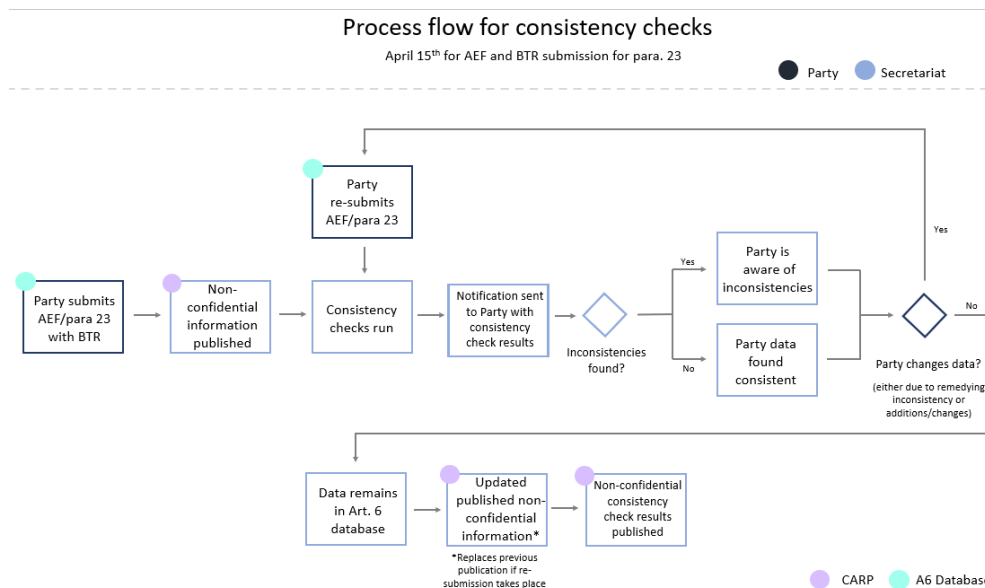 Process flow for consistency checks
April 15th for AEF and BTR submission for para. 23
Party
Secretariat
Party
re-submits
AEF/para 23
Yes
Party submits
AEF/para 23
with BTR
Non-
confidential
information
published
Consistency
checks run
Notification sent
to Party with
consistency
check results
Inconsistencies
found?
Yes
No
Party is
aware of
inconsistencies
Party data
found
consistent
No
Party changes data?
(either due to remedying
inconsistency or
additions/changes)
Data remains
in Art. 6
database
Updated
published non-
confidential
information*
*Replaces previous
publication if re-
submission takes place
Non-confidential
consistency
check results
published
CARP
A6 Database